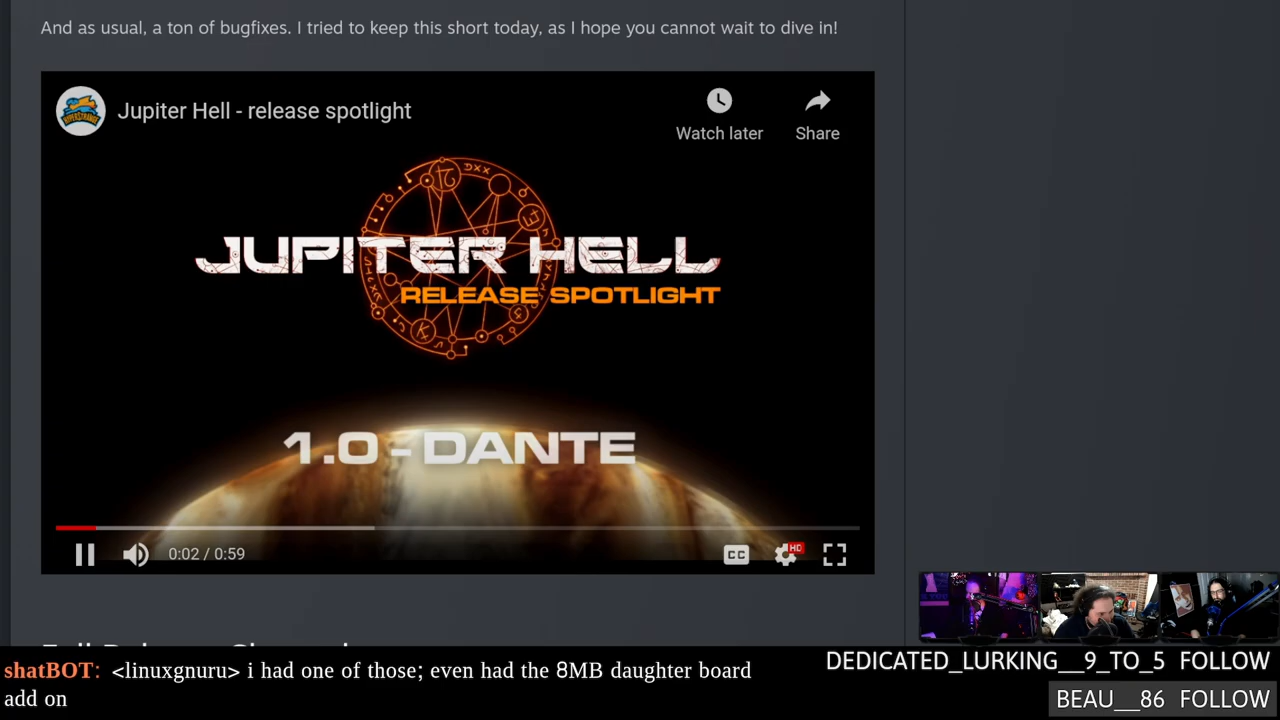 And as usual, a ton of bugfixes. I tried to keep this short today, as I hope you cannot wait to dive in!
Jupiter Hell - release spotlight
Watch later
Share
JUPITER HELL
RELEASE SPOTLIGHT
1.0 - DANTE
0:02 / 0:59
CC
HD
shatBOT: <linuxgnuru> i had one of those; even had the 8MB daughter board
add on
DEDICATED_LURKING__9_TO_5 FOLLOW
BEAU__86 FOLLOW